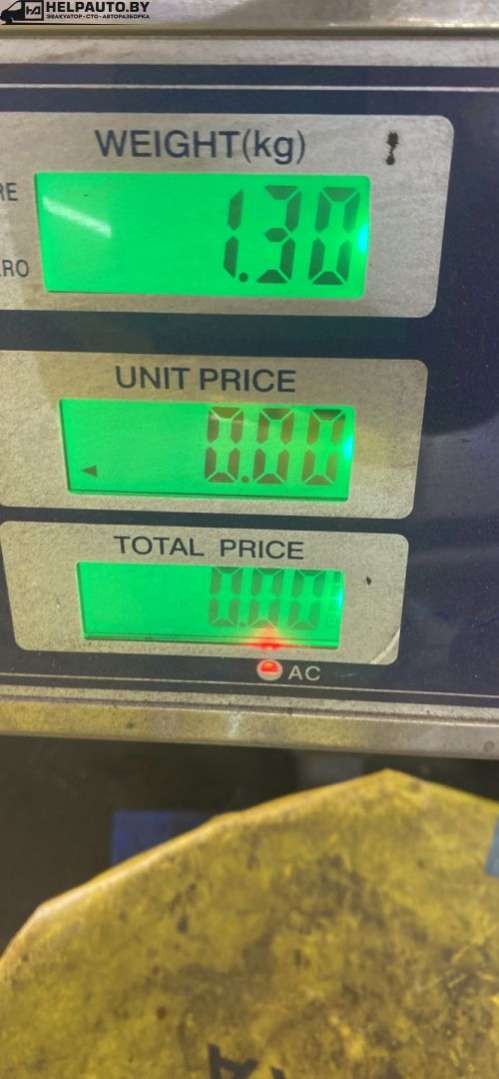 HELPAUTO.BY
ЭВАКУАТОР•СТО•АВТОРАЗБОРКА
WEIGHT(kg)
1.30
UNIT PRICE
0.00
TOTAL PRICE
0.00
AC